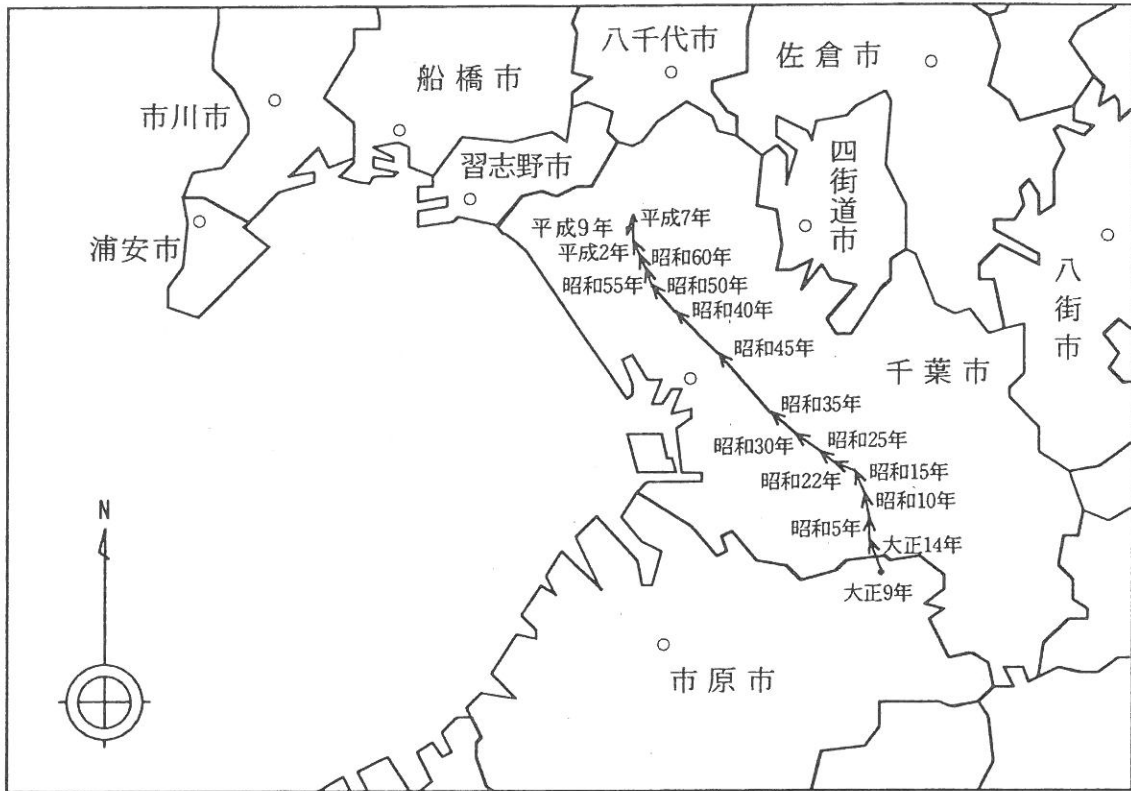 八千代市
佐倉市
船橋市
市川市
習志野市
四街道市
浦安市
八街市
平成9年
平成7年
平成2年
昭和60年
昭和55年
昭和50年
昭和40年
昭和45年
千葉市
昭和35年
昭和30年
昭和25年
昭和22年
昭和15年
昭和10年
昭和5年
大正14年
大正9年
市原市
N